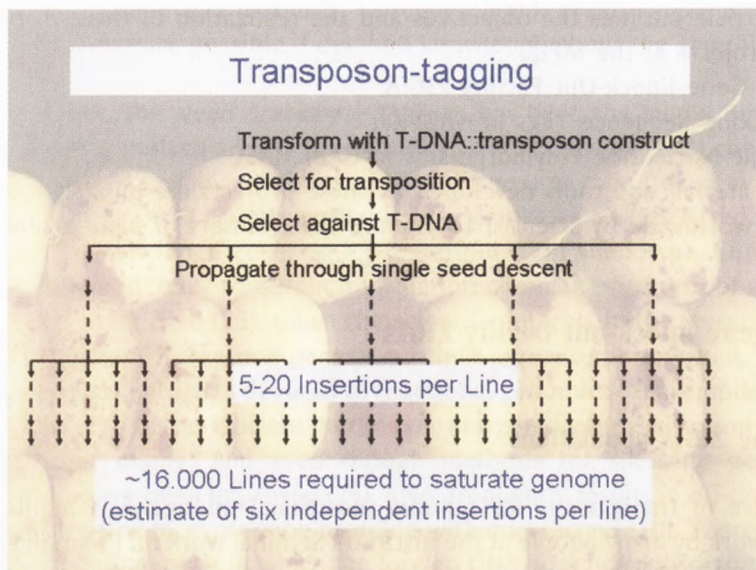 Transposon-tagging
Transform with T-DNA::transposon construct
Select for transposition
Select against T-DNA
Propagate through single seed descent
5-20 Insertions per Line
~16.000 Lines required to saturate genome
(estimate of six independent insertions per line)